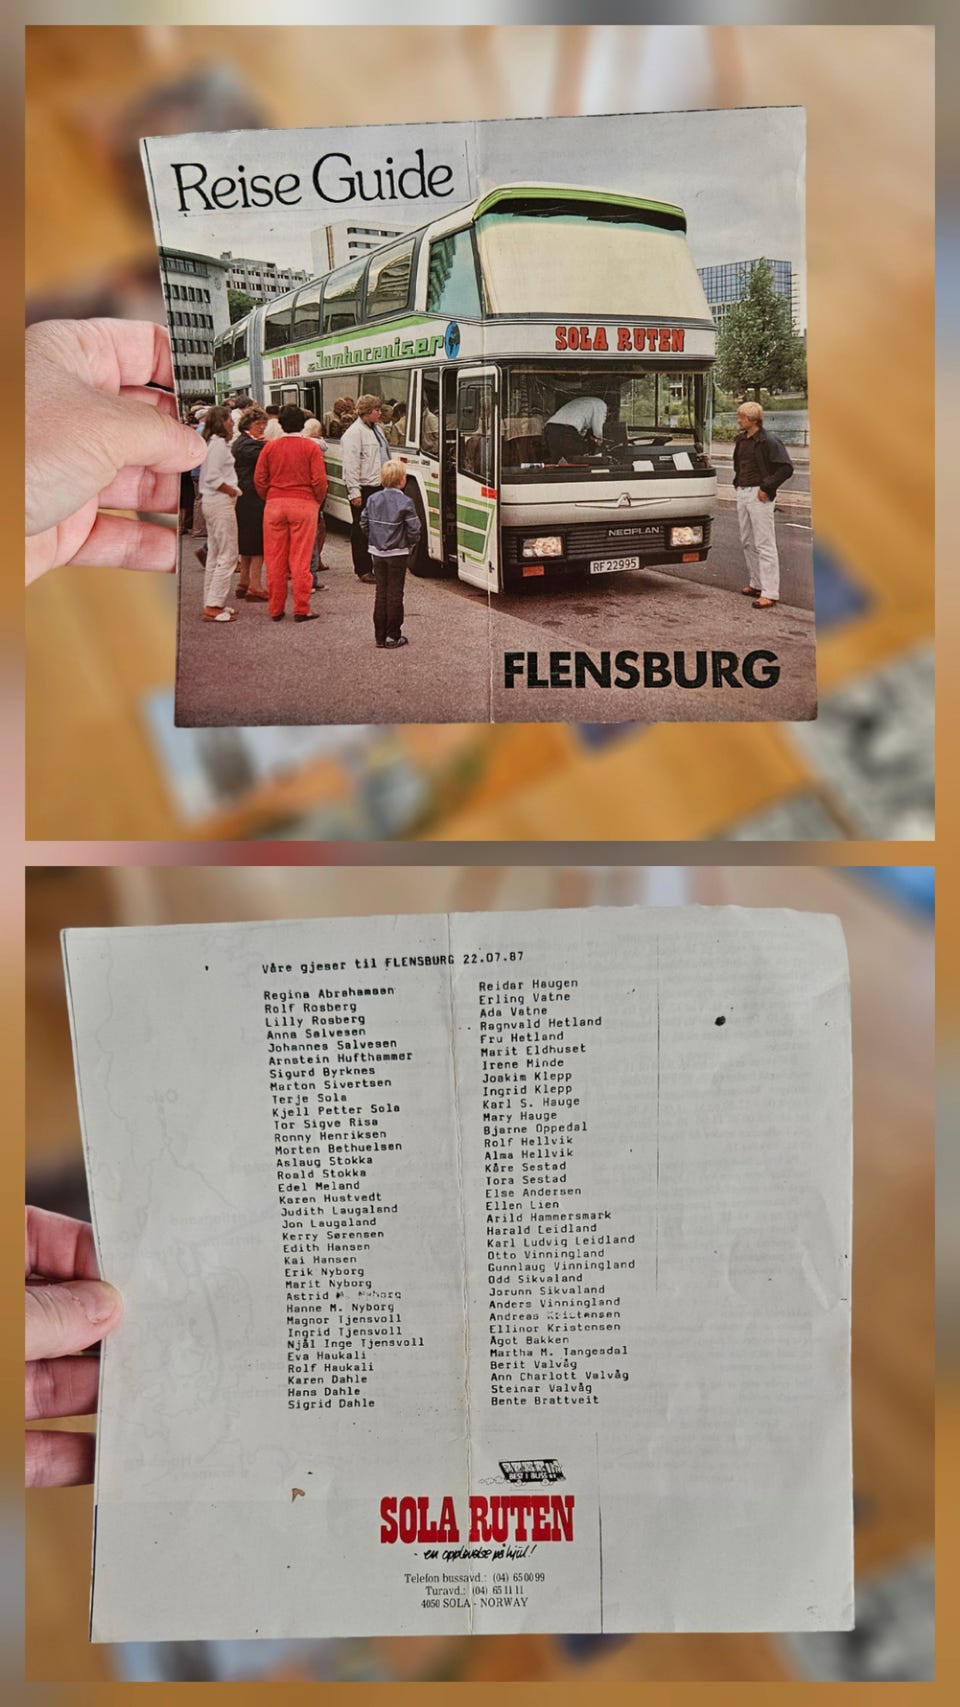 Reise Guide
SOLA RUTEN
SOLA RUTEN Jumbocruiser
NEOPLAN
RF 22995
FLENSBURG
Våre gjeser til FLENSBURG 22.07.87
Regina Abrahamsen
Rolf Rosberg
Lilly Rosberg
Anna Salvesen
Johannes Salvesen
Arnstein Hufthammer
Sigurd Byrknes
Marton Sivertsen
Terje Sola
Kjell Petter Sola
Tor Sigve Risa
Ronny Henriksen
Morten Bethuelsen
Aslaug Stokka
Roald Stokka
Edel Meland
Karen Hustvedt
Judith Laugaland
Jon Laugaland
Kerry Sørensen
Edith Hansen
Kai Hansen
Erik Nyborg
Marit Nyborg
Astrid M. Nyborg
Hanne M. Nyborg
Magnor Tjensvoll
Ingrid Tjensvoll
Njål Inge Tjensvoll
Eva Haukali
Rolf Haukali
Karen Dahle
Hans Dahle
Sigrid Dahle
Reidar Haugen
Erling Vatne
Ada Vatne
Ragnvald Hetland
Fru Hetland
Marit Eldhuset
Irene Minde
Joakim Klepp
Ingrid Klepp
Karl S. Hauge
Mary Hauge
Bjarne Oppedal
Rolf Hellvik
Alma Hellvik
Kåre Sestad
Tora Sestad
Else Andersen
Ellen Lien
Arild Hammersmark
Harald Leidland
Karl Ludvig Leidland
Otto Vinningland
Gunnlaug Vinningland
Odd Sikvaland
Jorunn Sikvaland
Anders Vinningland
Andreas Kristensen
Ellinor Kristensen
Ågot Bakken
Martha M. Tangesdal
Berit Valvåg
Ann Charlott Valvåg
Steinar Valvåg
Bente Brattveit
BEST I BUSS
SOLA RUTEN
- en opplevelse på hjul!
Telefon bussavd.: (04) 65 00 99
Turavd.: (04) 65 11 11
4050 SOLA - NORWAY